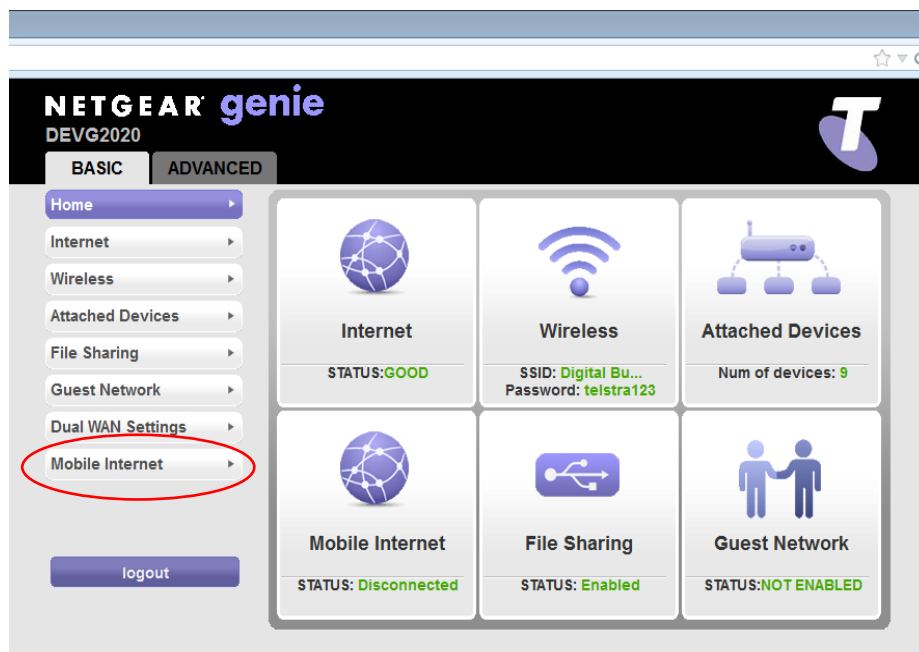 NETGEAR genie
DEVG2020
BASIC ADVANCED
Home
Internet
Wireless
Attached Devices
File Sharing
Guest Network
Dual WAN Settings
Mobile Internet
logout
Internet
STATUS:GOOD
Wireless
SSID: Digital Bu...
Password: telstra123
Attached Devices
Num of devices: 9
Mobile Internet
STATUS: Disconnected
File Sharing
STATUS: Enabled
Guest Network
STATUS:NOT ENABLED
T